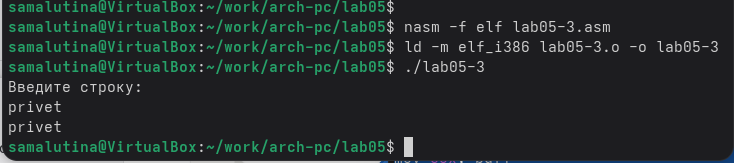 samalutina@VirtualBox:~/work/arch-pc/lab05$
samalutina@VirtualBox:~/work/arch-pc/lab05$ nasm -f elf lab05-3.asm
samalutina@VirtualBox:~/work/arch-pc/lab05$ ld -m elf_i386 lab05-3.o -o lab05-3
samalutina@VirtualBox:~/work/arch-pc/lab05$ ./lab05-3
Введите строку:
privet
privet
samalutina@VirtualBox:~/work/arch-pc/lab05$